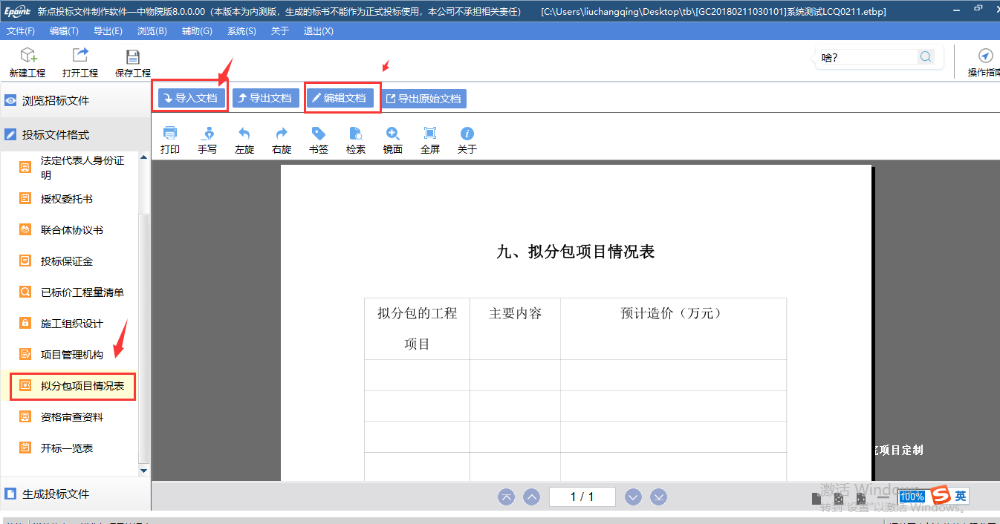 Epoint 新点投标文件制作软件—中物院版8.0.0.00（本版本为内测版，生成的标书不能作为正式投标使用，本公司不承担相关责任） [C:\Users\liuchangqing\Desktop\tb\[GC20180211030101]系统测试LCQ0211.etbp]
文件(F) 编辑(T) 导出(E) 浏览(B) 辅助(G) 系统(S) 关于 退出(X)
新建工程 打开工程 保存工程 啥? 操作指南
浏览招标文件
导入文档 导出文档 编辑文档 导出原始文档
投标文件格式
打印 手写 左旋 右旋 书签 检索 镜面 全屏 关于
法定代表人身份证
明
授权委托书
联合体协议书
投标保证金
已标价工程量清单
施工组织设计
项目管理机构
拟分包项目情况表
资格审查资料
开标一览表
生成投标文件
九、拟分包项目情况表
拟分包的工程
项目
主要内容
预计造价（万元）
项目定制
1 / 1
100%
英
激活 Windows
转到"设置"以激活 Windows。